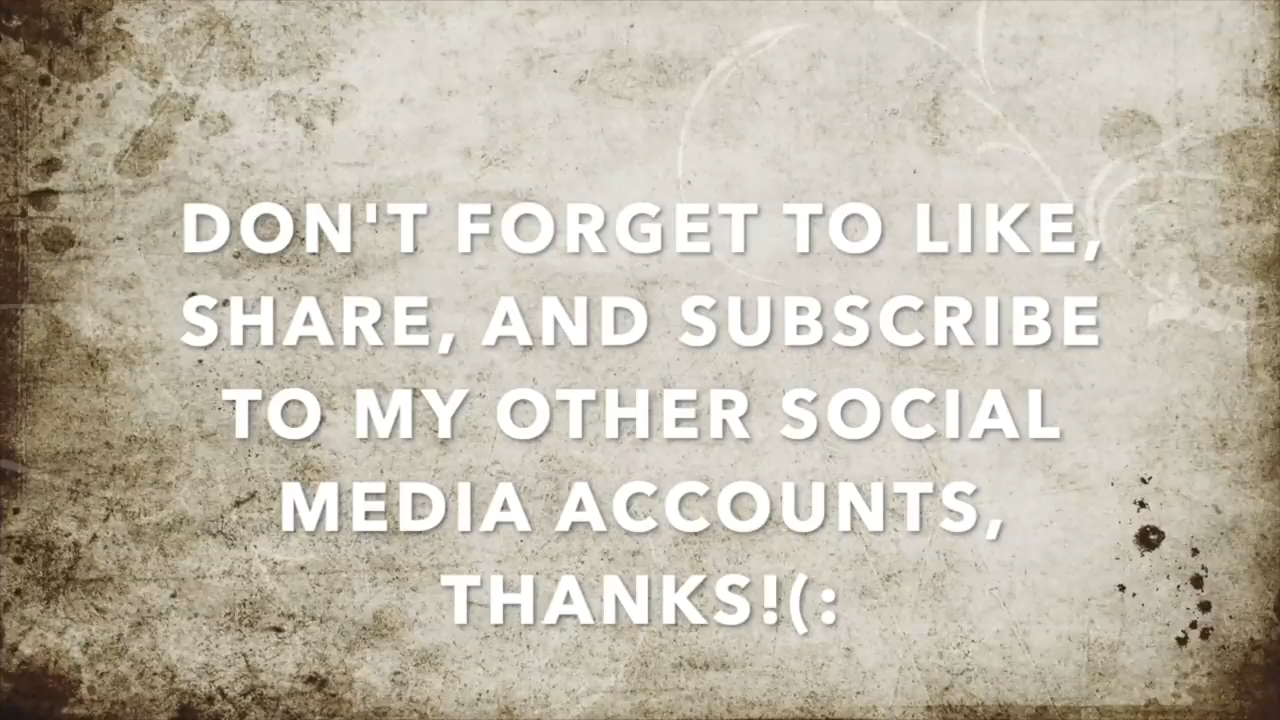 DON'T FORGET TO LIKE,
SHARE, AND SUBSCRIBE
TO MY OTHER SOCIAL
MEDIA ACCOUNTS,
THANKS!(: